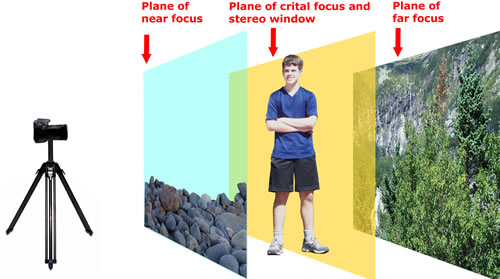 Plane of
near focus
Plane of crital focus and
stereo window
Plane of
far focus